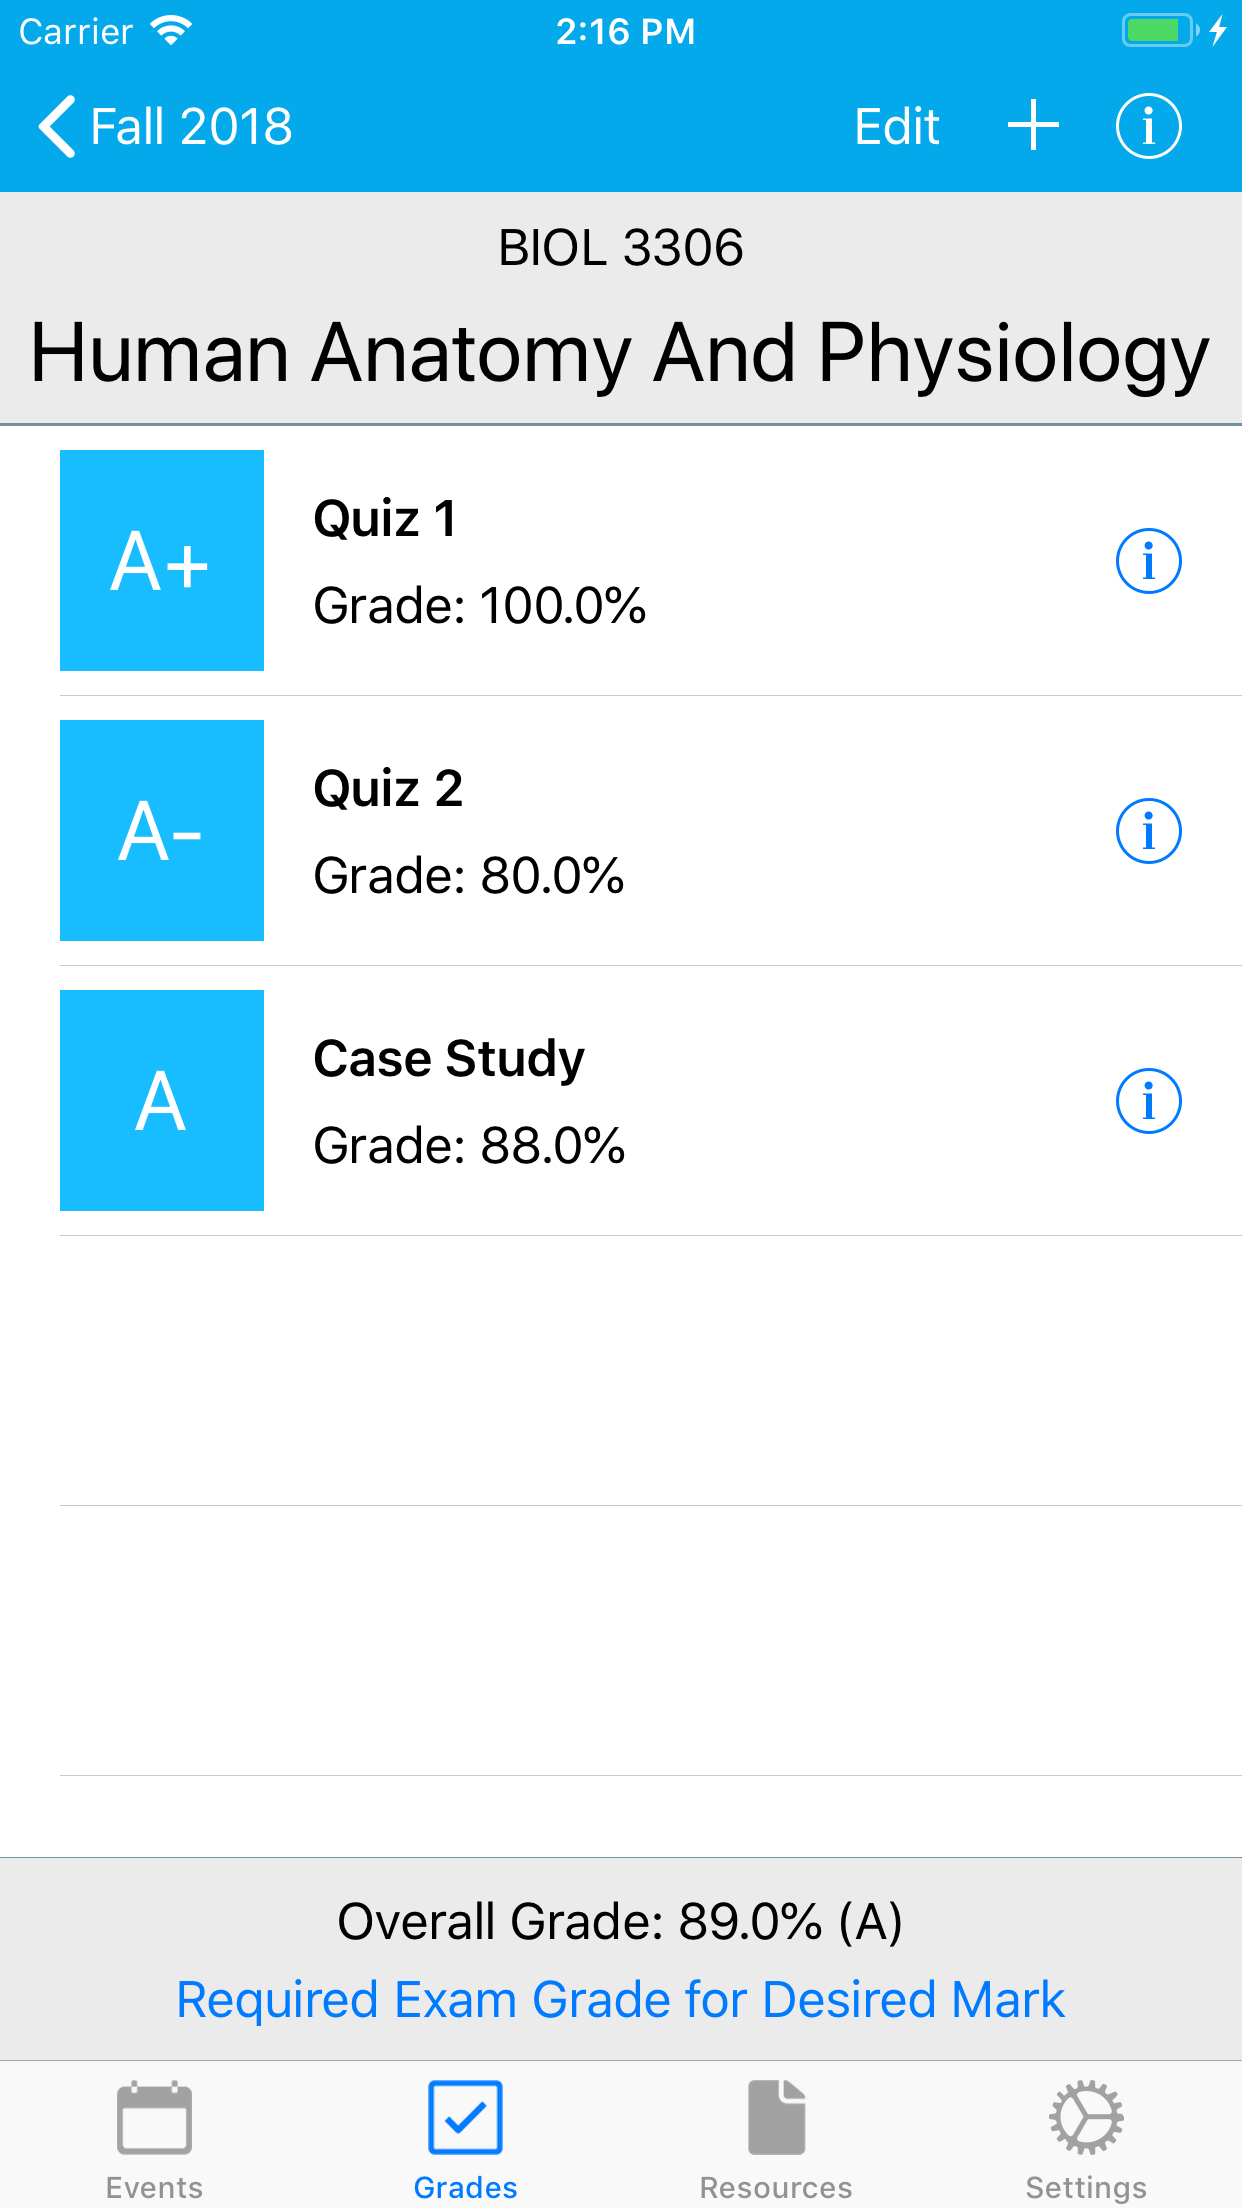 Carrier 2:16 PM
Fall 2018 Edit
BIOL 3306
Human Anatomy And Physiology
A+
Quiz 1
Grade: 100.0%
A-
Quiz 2
Grade: 80.0%
A
Case Study
Grade: 88.0%
Overall Grade: 89.0% (A)
Required Exam Grade for Desired Mark
Events Grades Resources Settings